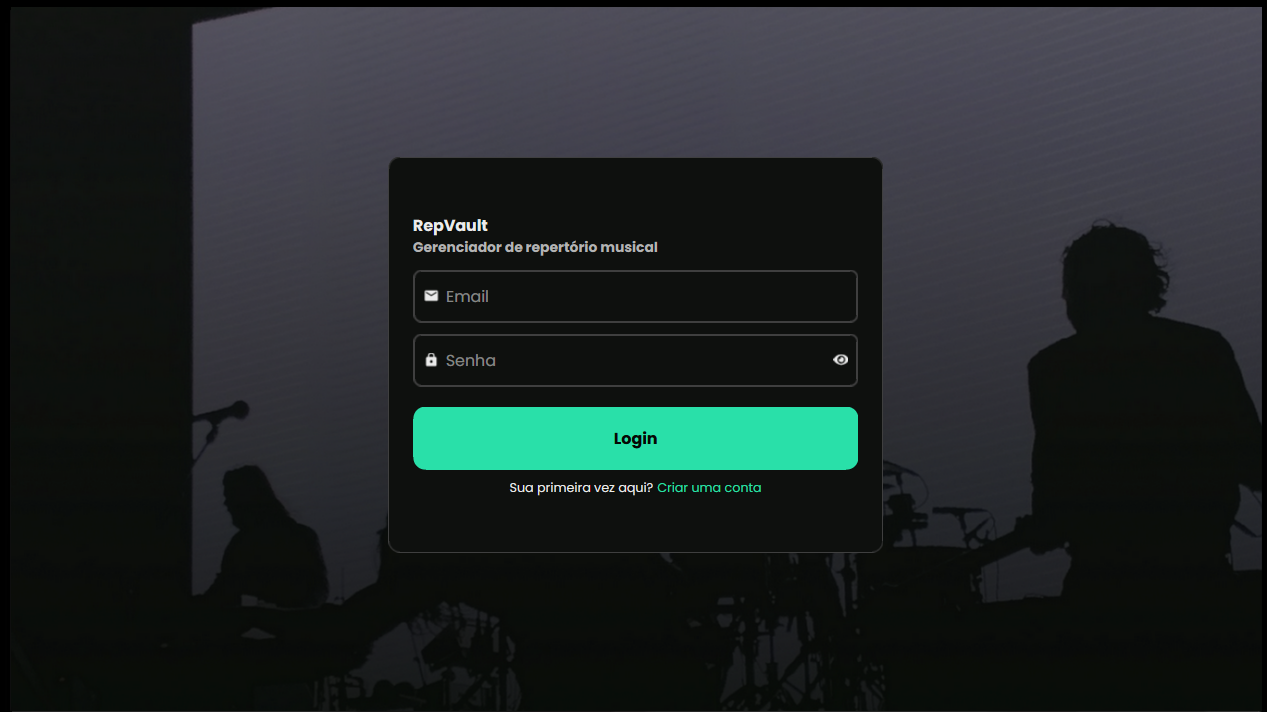 RepVault
Gerenciador de repertório musical
Email
Senha
Login
Sua primeira vez aqui? Criar uma conta